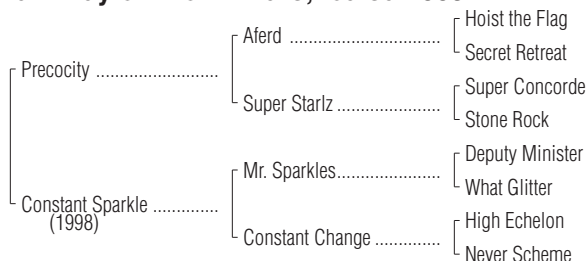 Hoist the Flag
Aferd
Secret Retreat
Precocity
Super Concorde
Super Starlz
Stone Rock
Deputy Minister
Mr. Sparkles
What Glitter
Constant Sparkle
(1998)
High Echelon
Constant Change
Never Scheme